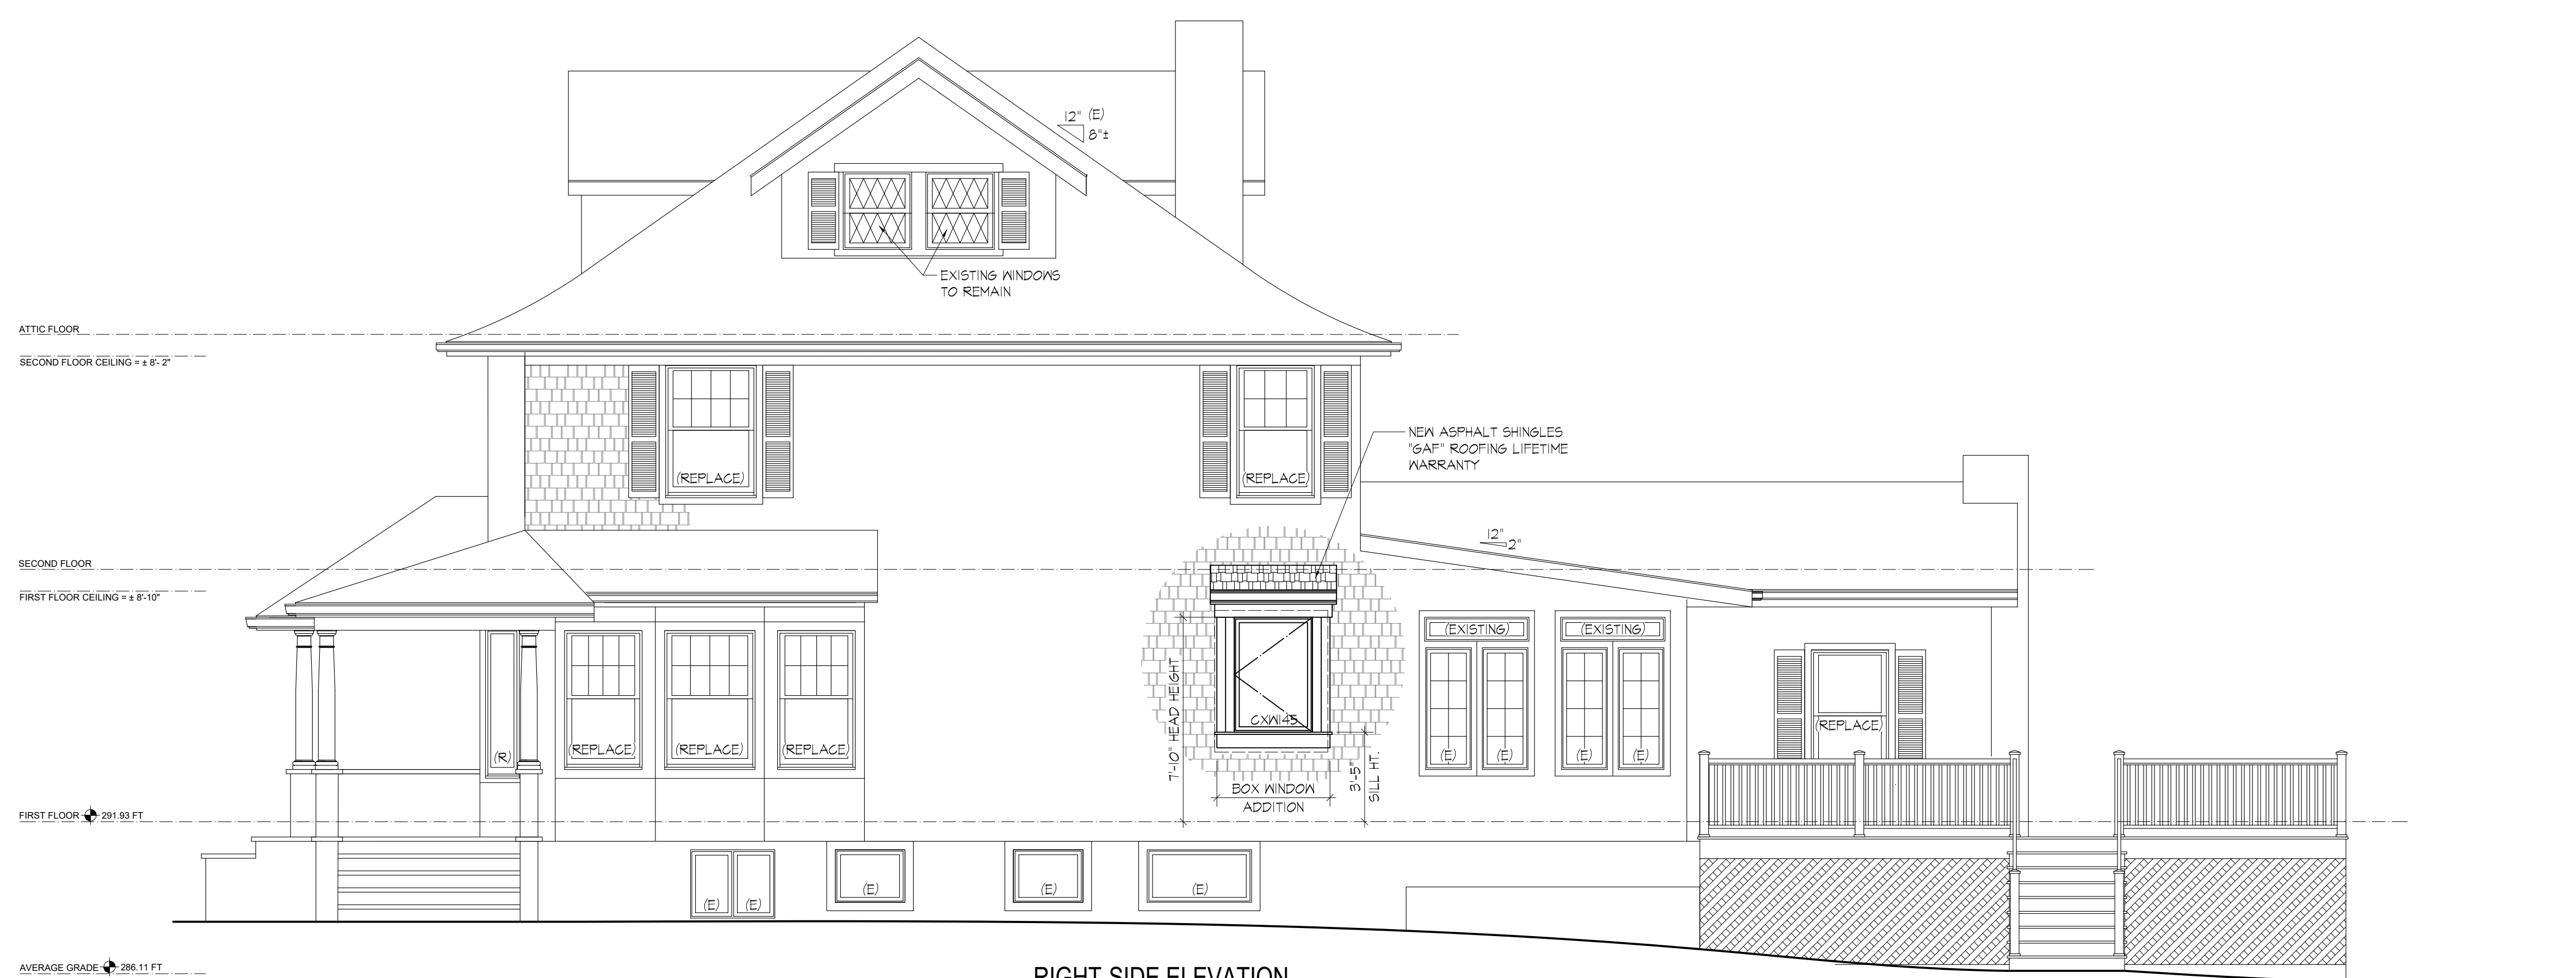 12" (E)
8"±
EXISTING WINDOWS
TO REMAIN
ATTIC FLOOR
SECOND FLOOR CEILING = ± 8'- 2"
(REPLACE)
(REPLACE)
NEW ASPHALT SHINGLES
"GAF" ROOFING LIFETIME
WARRANTY
12"
2"
SECOND FLOOR
FIRST FLOOR CEILING = ± 8'-10"
(EXISTING)
(EXISTING)
7'-10" HEAD HEIGHT
CXW145
(R)
(REPLACE)
(REPLACE)
(REPLACE)
(E)
(E)
(E)
(E)
(REPLACE)
3'-5"
SILL HT.
BOX WINDOW
ADDITION
FIRST FLOOR 291.93 FT
(E)
(E)
(E)
(E)
(E)
AVERAGE GRADE 286.11 FT
RIGHT SIDE ELEVATION